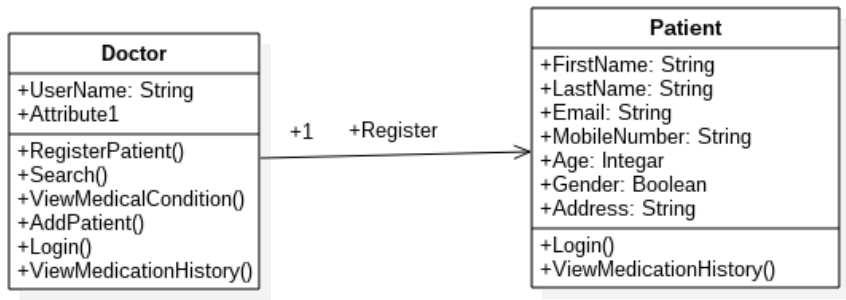 Doctor
+UserName: String
+Attribute1
+RegisterPatient()
+Search()
+ViewMedicalCondition()
+AddPatient()
+Login()
+ViewMedicationHistory()
+1
+Register
Patient
+FirstName: String
+LastName: String
+Email: String
+MobileNumber: String
+Age: Integar
+Gender: Boolean
+Address: String
+Login()
+ViewMedicationHistory()